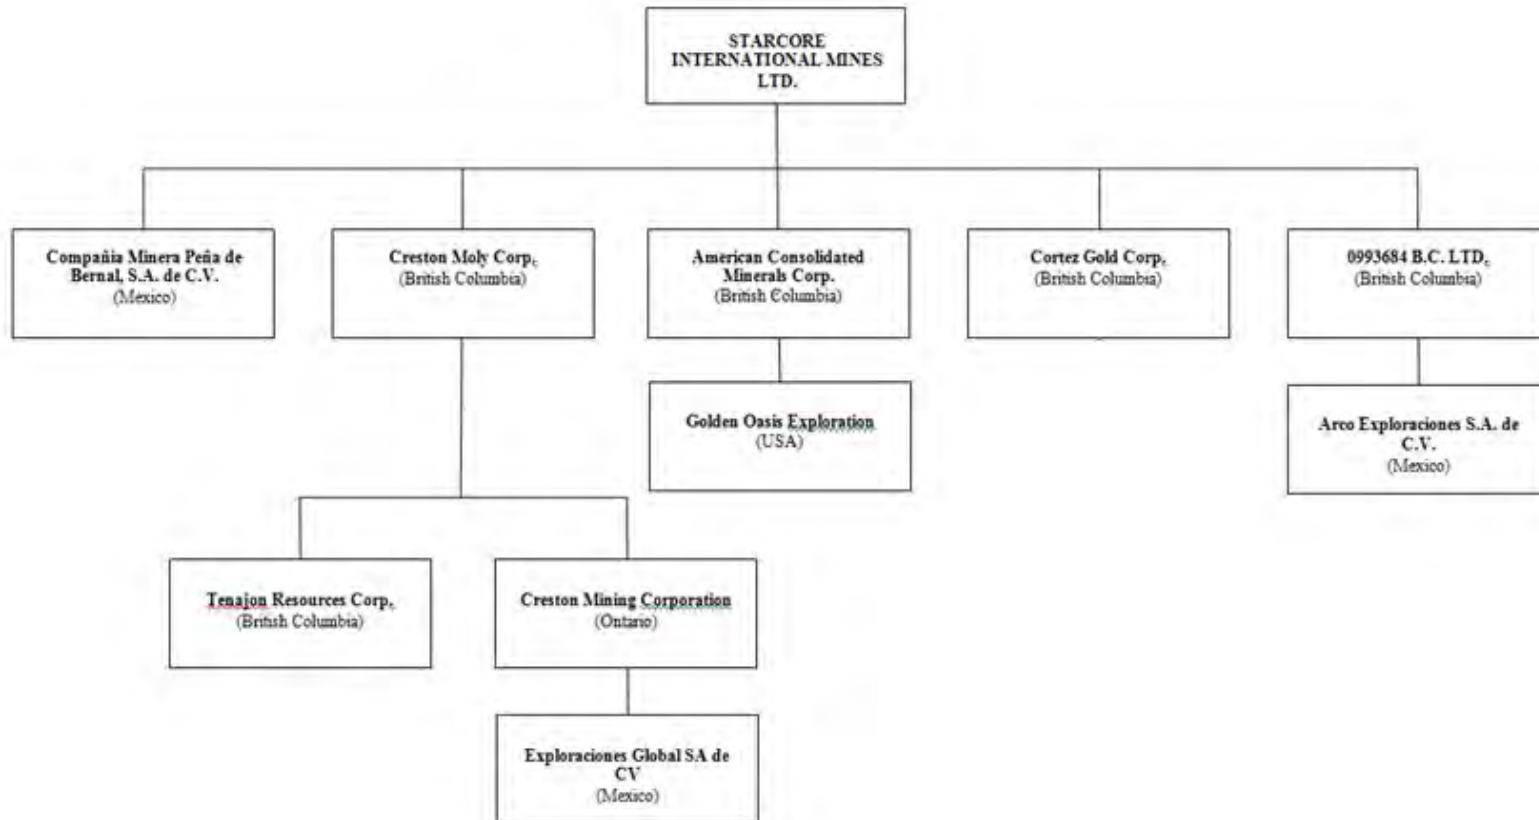 STARCORE
INTERNATIONAL MINES
LTD.
Compañia Minera Peña de
Bernal, S.A. de C.V.
(Mexico)
Creston Moly Corp.
(British Columbia)
American Consolidated
Minerals Corp.
(British Columbia)
Cortez Gold Corp.
(British Columbia)
0993684 B.C. LTD.
(British Columbia)
Golden Oasis Exploration
(USA)
Arco Exploraciones S.A. de
C.V.
(Mexico)
Tenajon Resources Corp.
(British Columbia)
Creston Mining Corporation
(Ontario)
Exploraciones Global SA de
CV
(Mexico)